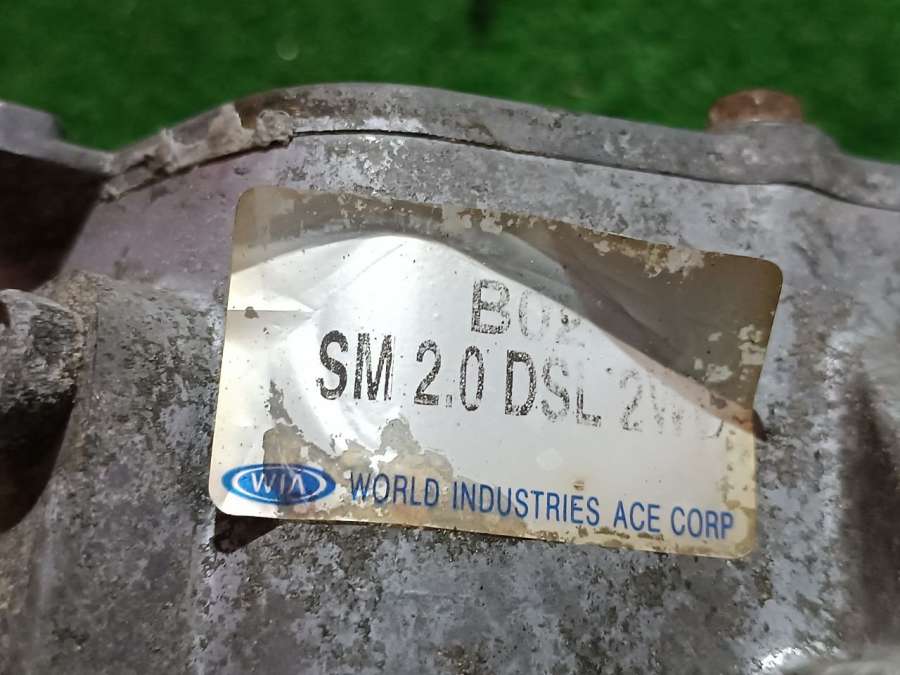 SM 2.0 DSL
WIA WORLD INDUSTRIES ACE CORP